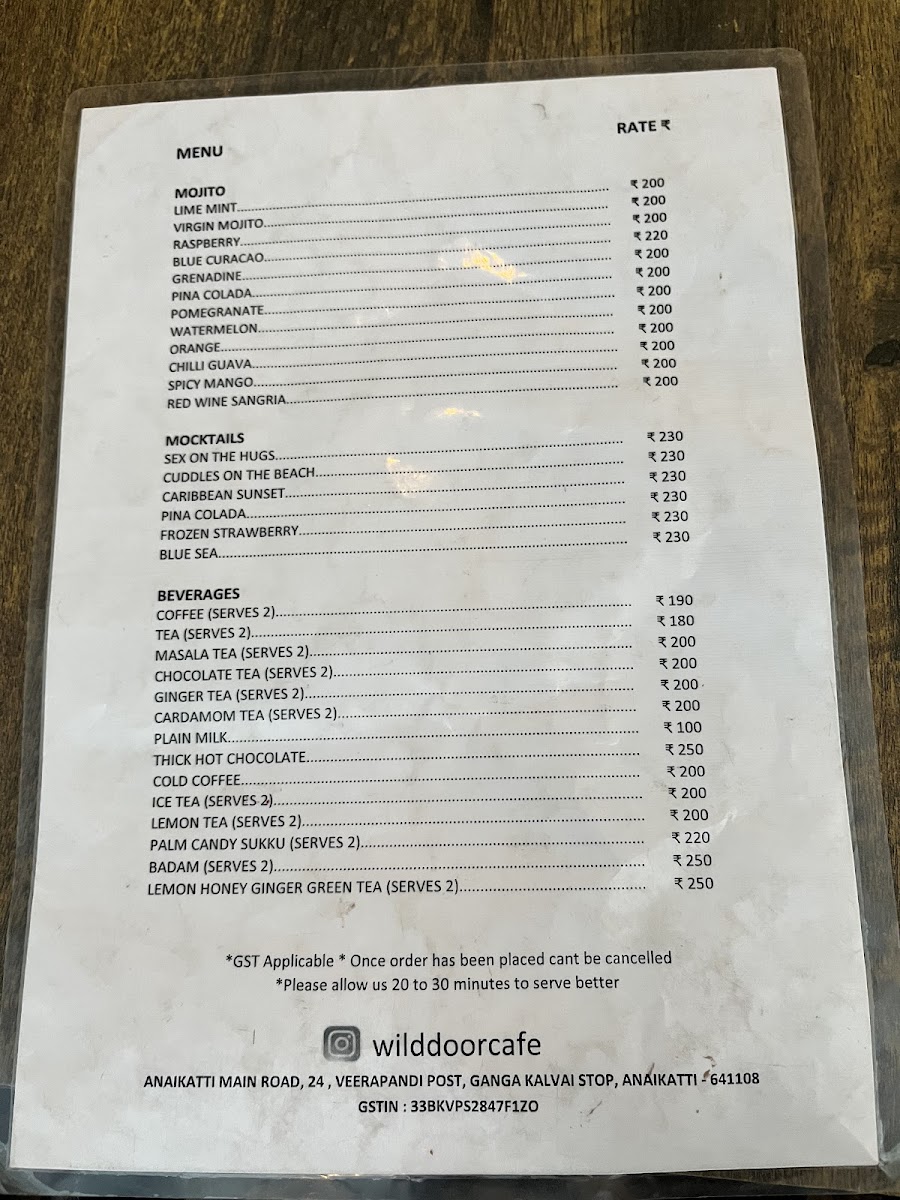 MENU RATE ₹
MOJITO
LIME MINT........ ₹ 200
VIRGIN MOJITO........ ₹ 200
RASPBERRY........ ₹ 200
BLUE CURACAO........ ₹ 220
GRENADINE........ ₹ 200
PINA COLADA........ ₹ 200
POMEGRANATE........ ₹ 200
WATERMELON........ ₹ 200
ORANGE........ ₹ 200
CHILLI GUAVA........ ₹ 200
SPICY MANGO........ ₹ 200
RED WINE SANGRIA........ ₹ 200
MOCKTAILS
SEX ON THE HUGS........ ₹ 230
CUDDLES ON THE BEACH........ ₹ 230
CARIBBEAN SUNSET........ ₹ 230
PINA COLADA........ ₹ 230
FROZEN STRAWBERRY........ ₹ 230
BLUE SEA........ ₹ 230
BEVERAGES
COFFEE (SERVES 2)........ ₹ 190
TEA (SERVES 2)........ ₹ 180
MASALA TEA (SERVES 2)........ ₹ 200
CHOCOLATE TEA (SERVES 2)........ ₹ 200
GINGER TEA (SERVES 2)........ ₹ 200
CARDAMOM TEA (SERVES 2)........ ₹ 200
PLAIN MILK........ ₹ 100
THICK HOT CHOCOLATE........ ₹ 250
COLD COFFEE........ ₹ 200
ICE TEA (SERVES 2)........ ₹ 200
LEMON TEA (SERVES 2)........ ₹ 200
PALM CANDY SUKKU (SERVES 2)........ ₹ 220
BADAM (SERVES 2)........ ₹ 250
LEMON HONEY GINGER GREEN TEA (SERVES 2)........ ₹ 250
*GST Applicable * Once order has been placed cant be cancelled
*Please allow us 20 to 30 minutes to serve better
wilddoorcafe
ANAIKATTI MAIN ROAD, 24 , VEERAPANDI POST, GANGA KALVAI STOP, ANAIKATTI - 641108
GSTIN : 33BKVPS2847F1ZO